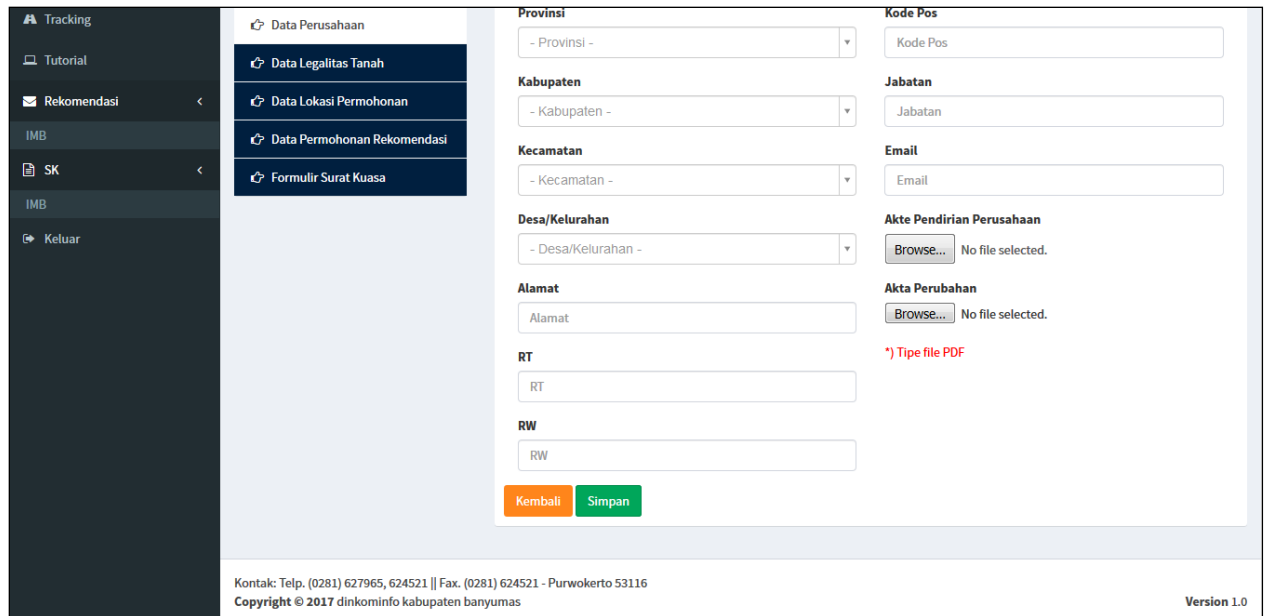 Tracking
Tutorial
Rekomendasi
IMB
SK
IMB
Keluar
Data Perusahaan
Data Legalitas Tanah
Data Lokasi Permohonan
Data Permohonan Rekomendasi
Formulir Surat Kuasa
Provinsi
- Provinsi -
Kabupaten
- Kabupaten -
Kecamatan
- Kecamatan -
Desa/Kelurahan
- Desa/Kelurahan -
Alamat
Alamat
RT
RT
RW
RW
Kode Pos
Kode Pos
Jabatan
Jabatan
Email
Email
Akte Pendirian Perusahaan
Browse... No file selected.
Akta Perubahan
Browse... No file selected.
*) Tipe file PDF
Kembali Simpan
Kontak: Telp. (0281) 627965, 624521 || Fax. (0281) 624521 - Purwokerto 53116
Copyright © 2017 dinkominfo kabupaten banyumas
Version 1.0